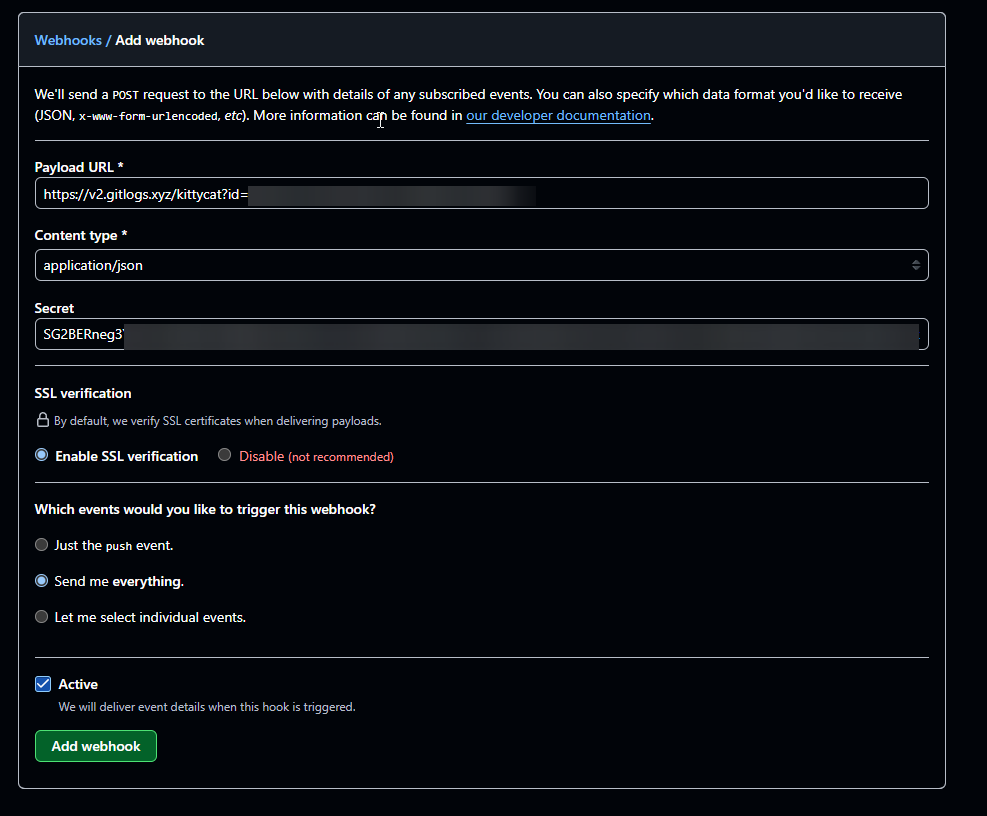 Webhooks / Add webhook
We'll send a POST request to the URL below with details of any subscribed events. You can also specify which data format you'd like to receive
(JSON, x-www-form-urlencoded, etc). More information can be found in our developer documentation.
Payload URL *
https://v2.gitlogs.xyz/kittycat?id=
Content type *
application/json
Secret
SG2BERneg3
SSL verification
By default, we verify SSL certificates when delivering payloads.
Enable SSL verification Disable (not recommended)
Which events would you like to trigger this webhook?
Just the push event.
Send me everything.
Let me select individual events.
Active
We will deliver event details when this hook is triggered.
Add webhook